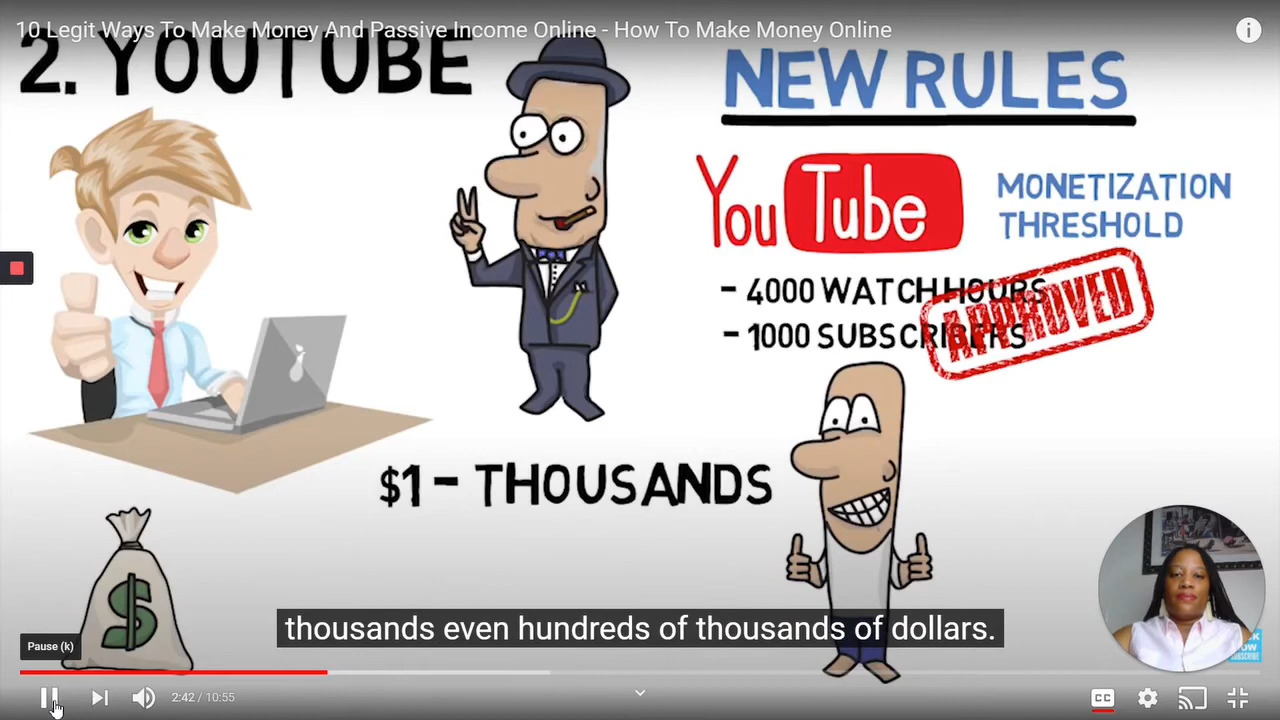 10 Legit Ways To Make Money And Passive Income Online - How To Make Money Online
2. YOUTUBE
NEW RULES
YouTube
MONETIZATION
THRESHOLD
- 4000 WATCH HOURS
- 1000 SUBSCRIBERS
APPROVED
$1 - THOUSANDS
$
thousands even hundreds of thousands of dollars.
Pause (k)
SUBSCRIBE
2:42 / 10:55
CC